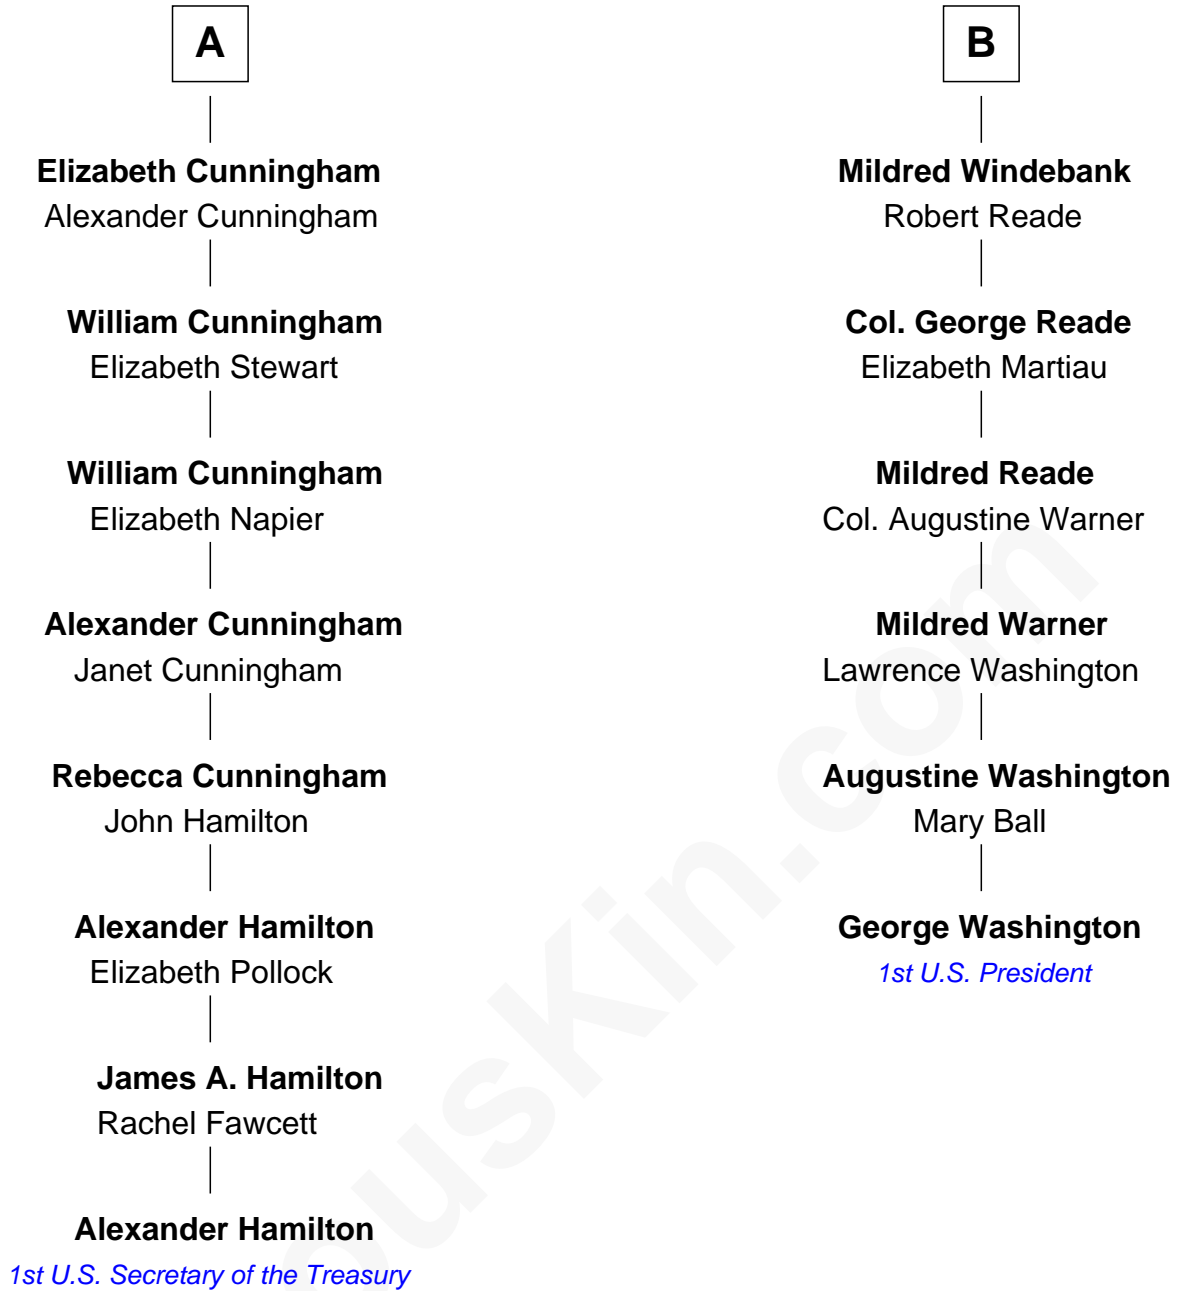 A
Elizabeth Cunningham
Alexander Cunningham
William Cunningham
Elizabeth Stewart
William Cunningham
Elizabeth Napier
Alexander Cunningham
Janet Cunningham
Rebecca Cunningham
John Hamilton
Alexander Hamilton
Elizabeth Pollock
James A. Hamilton
Rachel Fawcett
Alexander Hamilton
1st U.S. Secretary of the Treasury
B
Mildred Windebank
Robert Reade
Col. George Reade
Elizabeth Martiau
Mildred Reade
Col. Augustine Warner
Mildred Warner
Lawrence Washington
Augustine Washington
Mary Ball
George Washington
1st U.S. President
ousKin.com